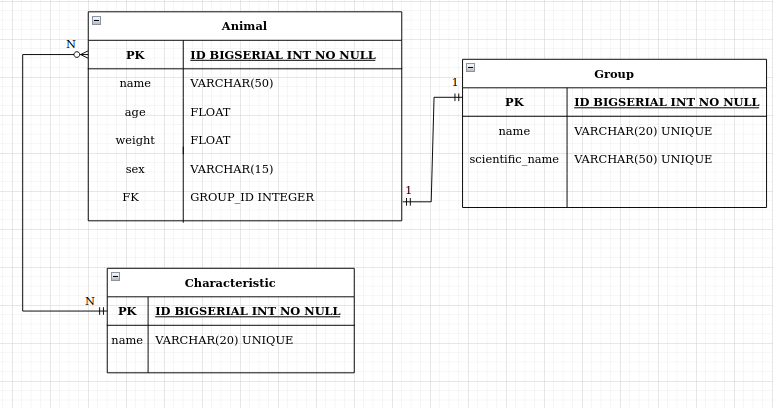 Animal
N
PK ID BIGSERIAL INT NO NULL
name VARCHAR(50)
age FLOAT
weight FLOAT
sex VARCHAR(15)
FK GROUP_ID INTEGER
1
1
Group
PK ID BIGSERIAL INT NO NULL
name VARCHAR(20) UNIQUE
scientific_name VARCHAR(50) UNIQUE
Characteristic
N
PK ID BIGSERIAL INT NO NULL
name VARCHAR(20) UNIQUE